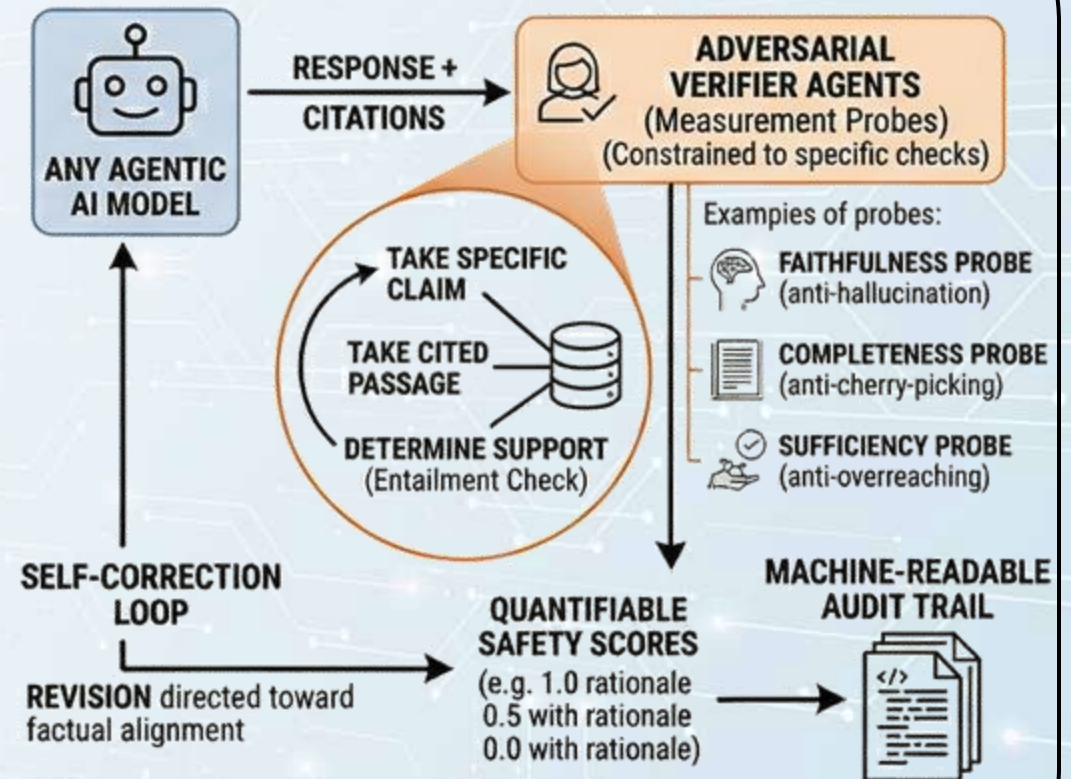 ANY AGENTIC
AI MODEL
RESPONSE +
CITATIONS
ADVERSARIAL
VERIFIER AGENTS
(Measurement Probes)
(Constrained to specific checks)
Exampies of probes:
FAITHFULNESS PROBE
(anti-hallucination)
COMPLETENESS PROBE
(anti-cherry-picking)
SUFFICIENCY PROBE
(anti-overreaching)
TAKE SPECIFIC
CLAIM
TAKE CITED
PASSAGE
DETERMINE SUPPORT
(Entailment Check)
SELF-CORRECTION
LOOP
REVISION directed toward
factual alignment
QUANTIFIABLE
SAFETY SCORES
(e.g. 1.0 rationale
0.5 with rationale
0.0 with rationale)
MACHINE-READABLE
AUDIT TRAIL
</>